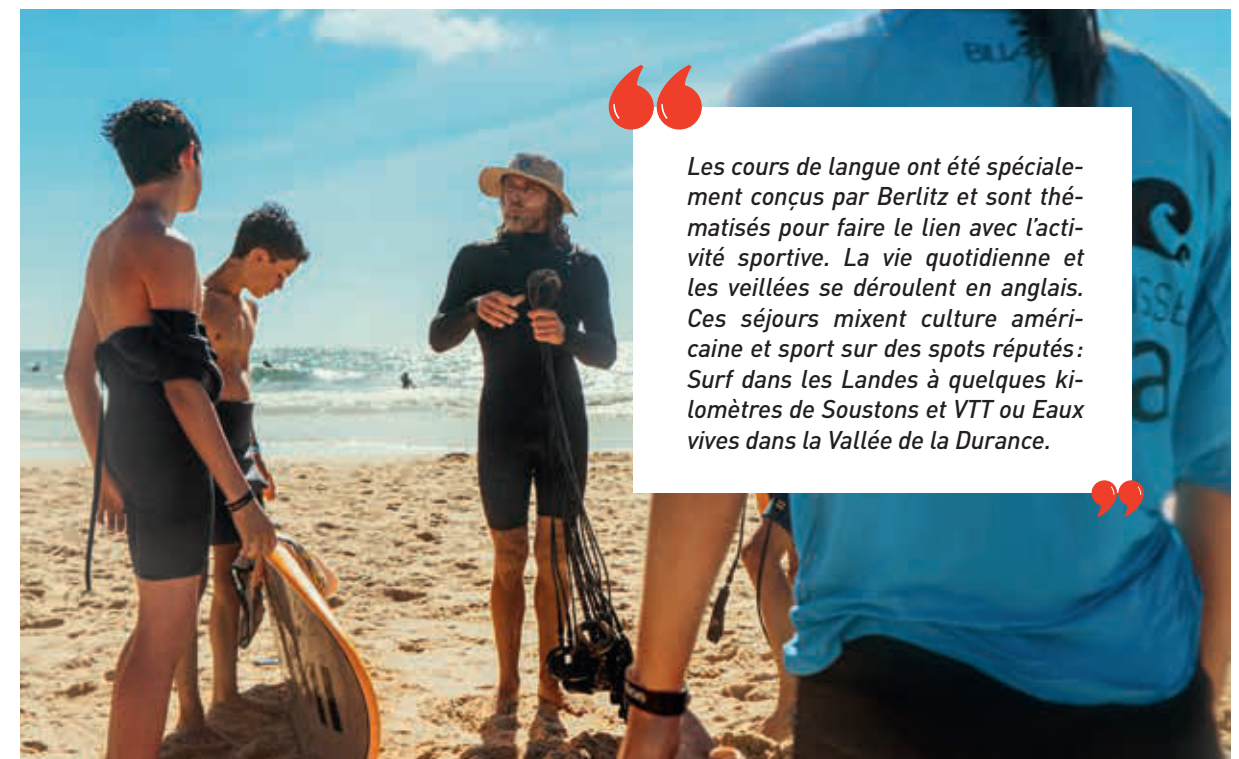 Les cours de langue ont été spéciale-
ment conçus par Berlitz et sont thé-
matisés pour faire le lien avec l'acti-
vité sportive. La vie quotidienne et
les veillées se déroulent en anglais.
Ces séjours mixent culture améri-
caine et sport sur des spots réputés :
Surf dans les Landes à quelques ki-
lomètres de Soustons et VTT ou Eaux
vives dans la Vallée de la Durance.